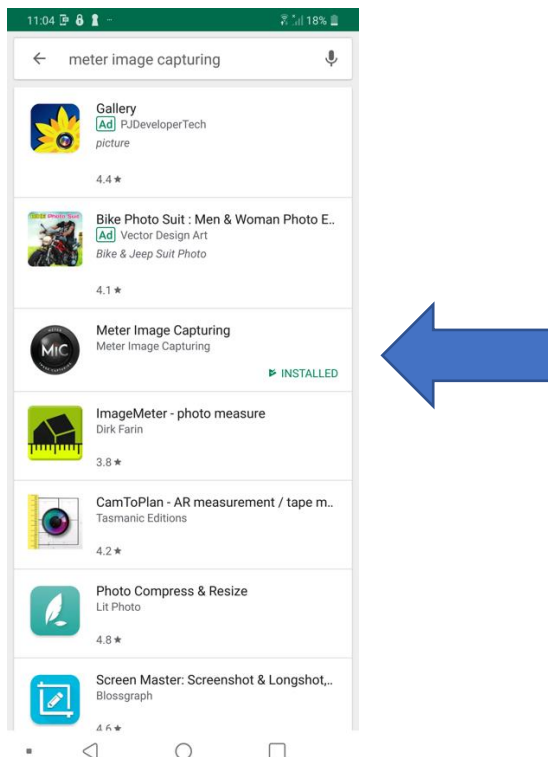 11:04 18%
meter image capturing
Gallery
Ad PJDeveloperTech
picture
4.4★
Bike Photo Suit : Men & Woman Photo E..
Ad Vector Design Art
Bike & Jeep Suit Photo
4.1★
Meter Image Capturing
MIC Meter Image Capturing
INSTALLED
ImageMeter - photo measure
Dirk Farin
3.8★
CamToPlan - AR measurement / tape m..
Tasmanic Editions
4.2★
Photo Compress & Resize
Lit Photo
4.8★
Screen Master: Screenshot & Longshot,..
Blossgraph
4.6★